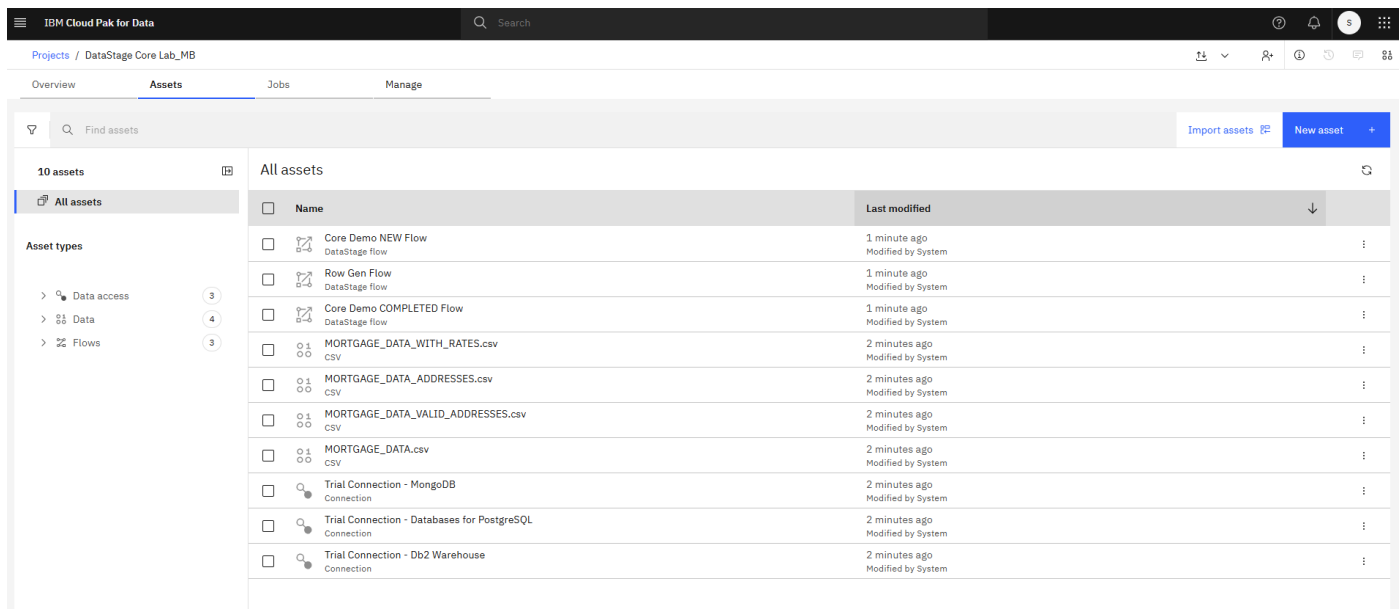 IBM Cloud Pak for Data
Search
S
Projects / DataStage Core Lab_MB
Overview Assets Jobs Manage
Find assets
Import assets
New asset +
10 assets
All assets
All assets
Asset types
Data access 3
Data 4
Flows 3
Name Last modified
Core Demo NEW Flow 1 minute ago
DataStage flow Modified by System
Row Gen Flow 1 minute ago
DataStage flow Modified by System
Core Demo COMPLETED Flow 1 minute ago
DataStage flow Modified by System
MORTGAGE_DATA_WITH_RATES.csv 2 minutes ago
CSV Modified by System
MORTGAGE_DATA_ADDRESSES.csv 2 minutes ago
CSV Modified by System
MORTGAGE_DATA_VALID_ADDRESSES.csv 2 minutes ago
CSV Modified by System
MORTGAGE_DATA.csv 2 minutes ago
CSV Modified by System
Trial Connection - MongoDB 2 minutes ago
Connection Modified by System
Trial Connection - Databases for PostgreSQL 2 minutes ago
Connection Modified by System
Trial Connection - Db2 Warehouse 2 minutes ago
Connection Modified by System